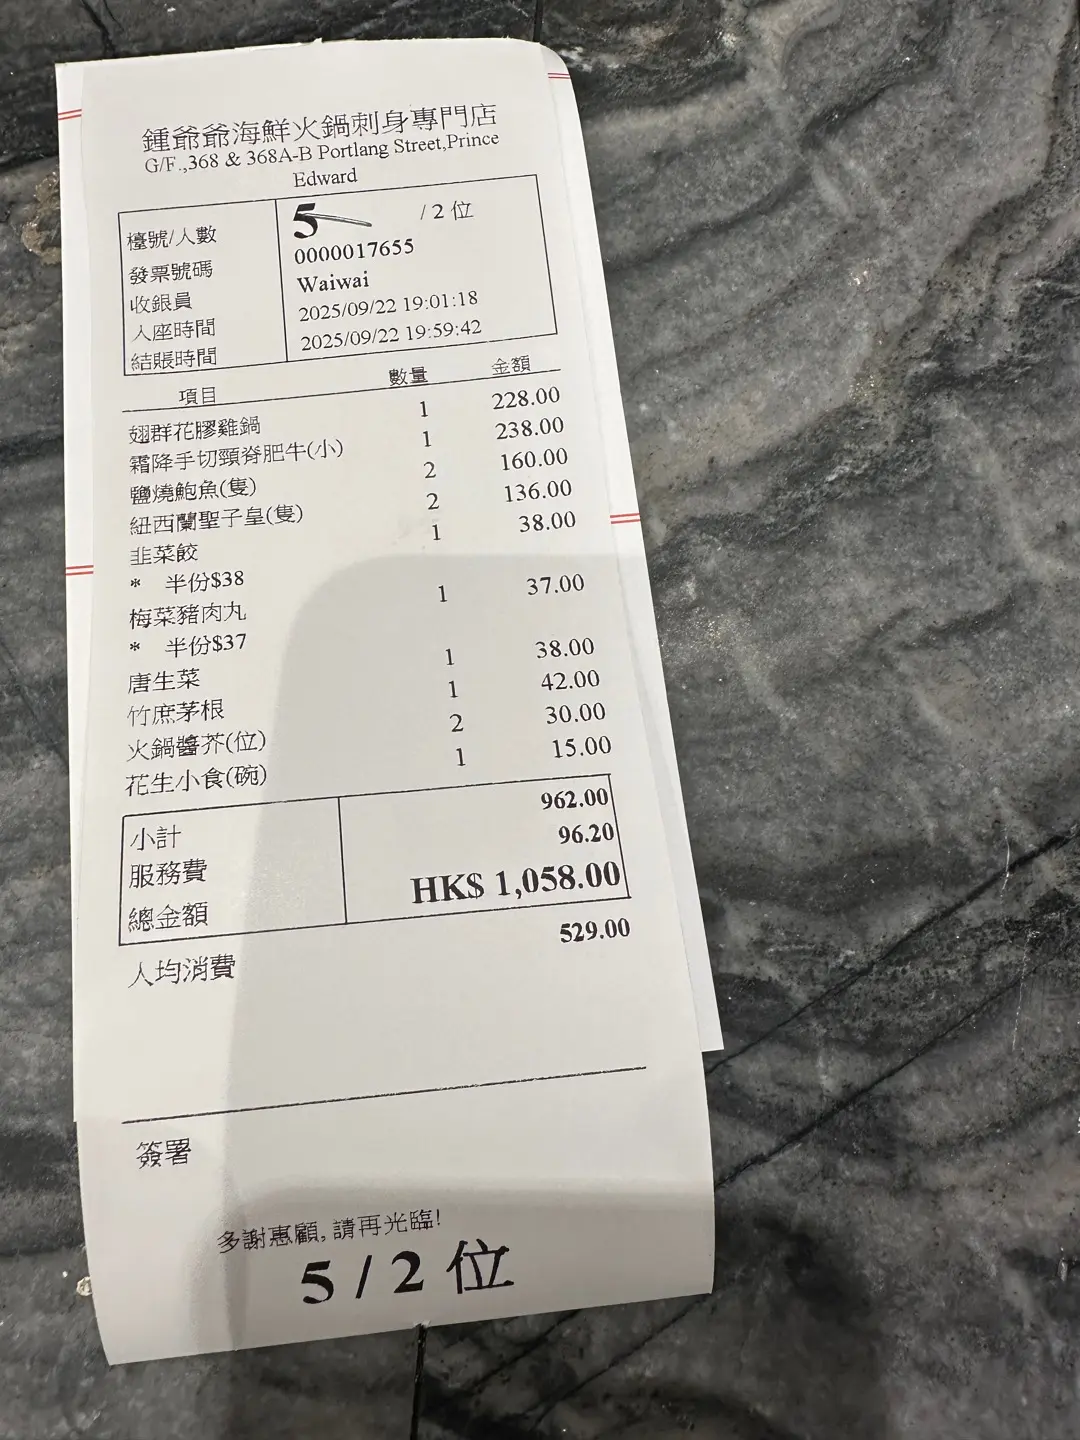 鍾爺爺海鮮火鍋刺身專門店
G/F.,368 & 368A-B Portlang Street,Prince
Edward
檯號/人數 5 / 2 位
發票號碼 0000017655
收銀員 Waiwai
入座時間 2025/09/22 19:01:18
結賬時間 2025/09/22 19:59:42
項目 數量 金額
翅群花膠雞鍋 1 228.00
霜降手切頸脊肥牛(小) 1 238.00
鹽燒鮑魚(隻) 2 160.00
紐西蘭聖子皇(隻) 2 136.00
韭菜餃 1 38.00
* 半份$38
梅菜豬肉丸 1 37.00
* 半份$37
唐生菜 1 38.00
竹庶茅根 1 42.00
火鍋醬芥(位) 2 30.00
花生小食(碗) 1 15.00
小計 962.00
服務費 96.20
總金額 HK$ 1,058.00
人均消費 529.00
簽署
多謝惠顧, 請再光臨!
5 / 2 位